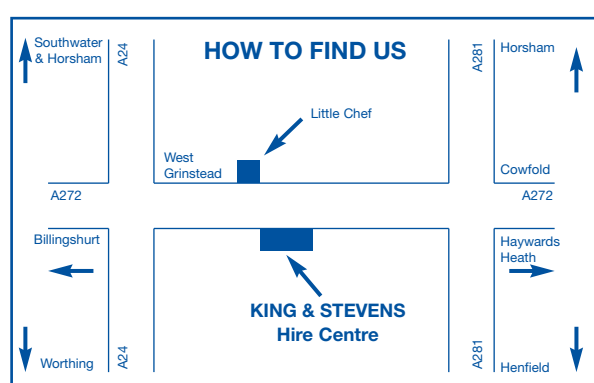 HOW TO FIND US
Southwater
& Horsham
A24
A281
Horsham
Little Chef
West
Grinstead
Cowfold
A272
A272
Billingshurt
Haywards
Heath
KING & STEVENS
Hire Centre
Worthing
A24
A281
Henfield